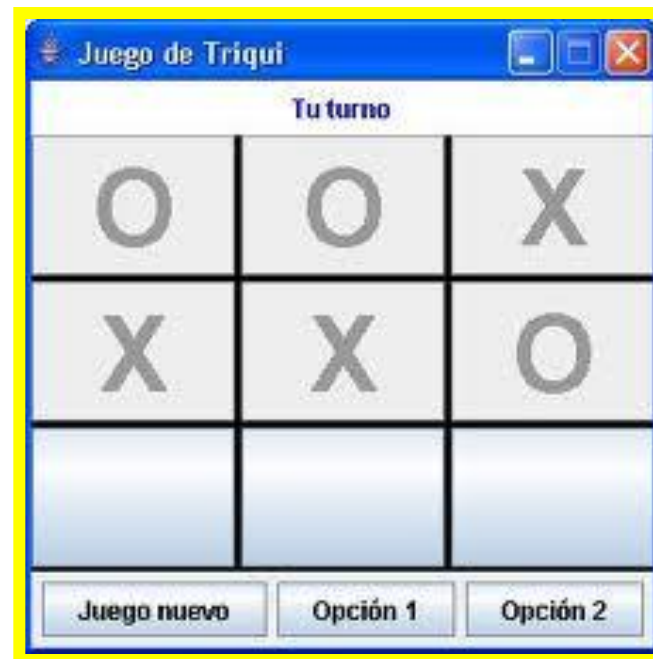 Juego de Triqui
Tu turno
O O X
X X O
Juego nuevo Opción 1 Opción 2